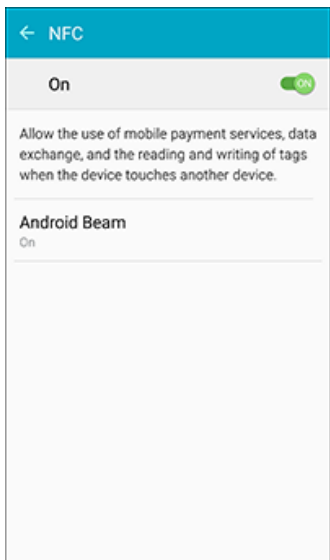 NFC
On
ON
Allow the use of mobile payment services, data
exchange, and the reading and writing of tags
when the device touches another device.
Android Beam
On